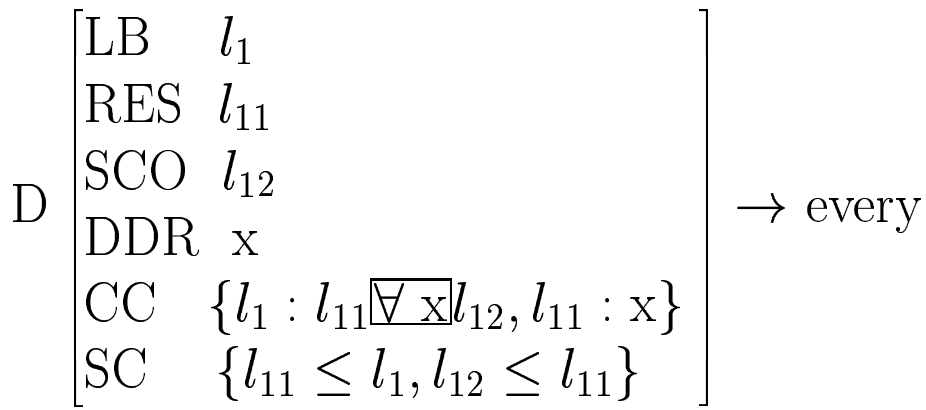 LB l₁
RES l₁₁
SCO l₁₂
D DDR x → every
CC {l₁ : l₁₁ ∀ x l₁₂, l₁₁ : x}
SC {l₁₁ ≤ l₁, l₁₂ ≤ l₁₁}